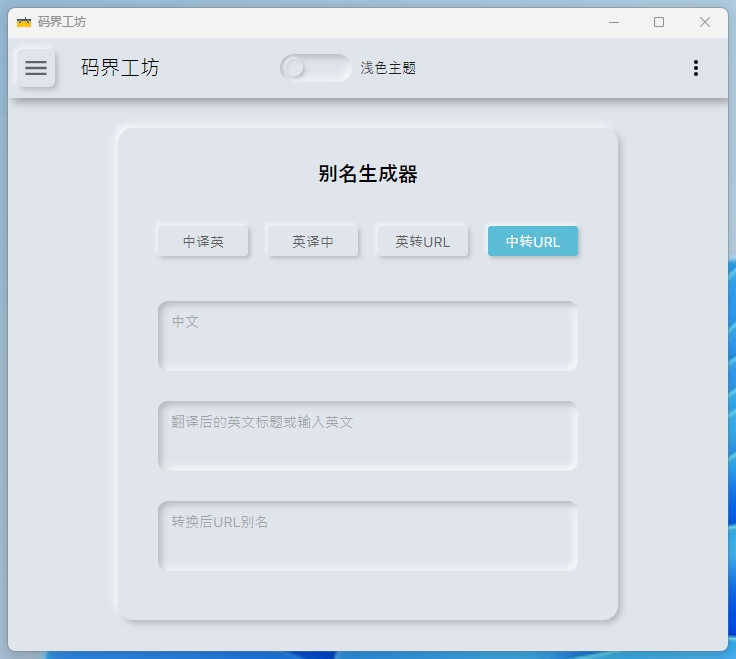 码界工坊
码界工坊
浅色主题
别名生成器
中译英
英译中
英转URL
中转URL
中文
翻译后的英文标题或输入英文
转换后URL别名